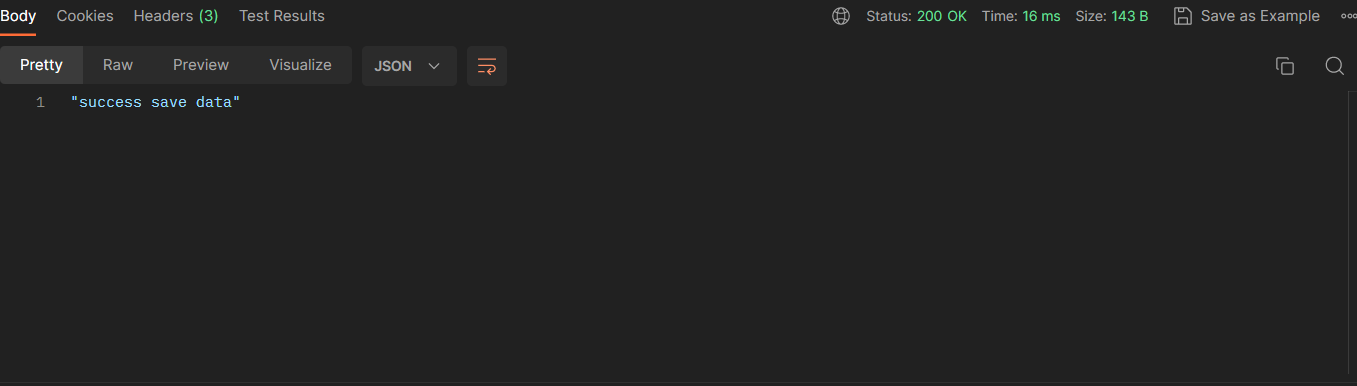 Body Cookies Headers (3) Test Results Status: 200 OK Time: 16 ms Size: 143 B Save as Example
Pretty Raw Preview Visualize JSON
1 "success save data"